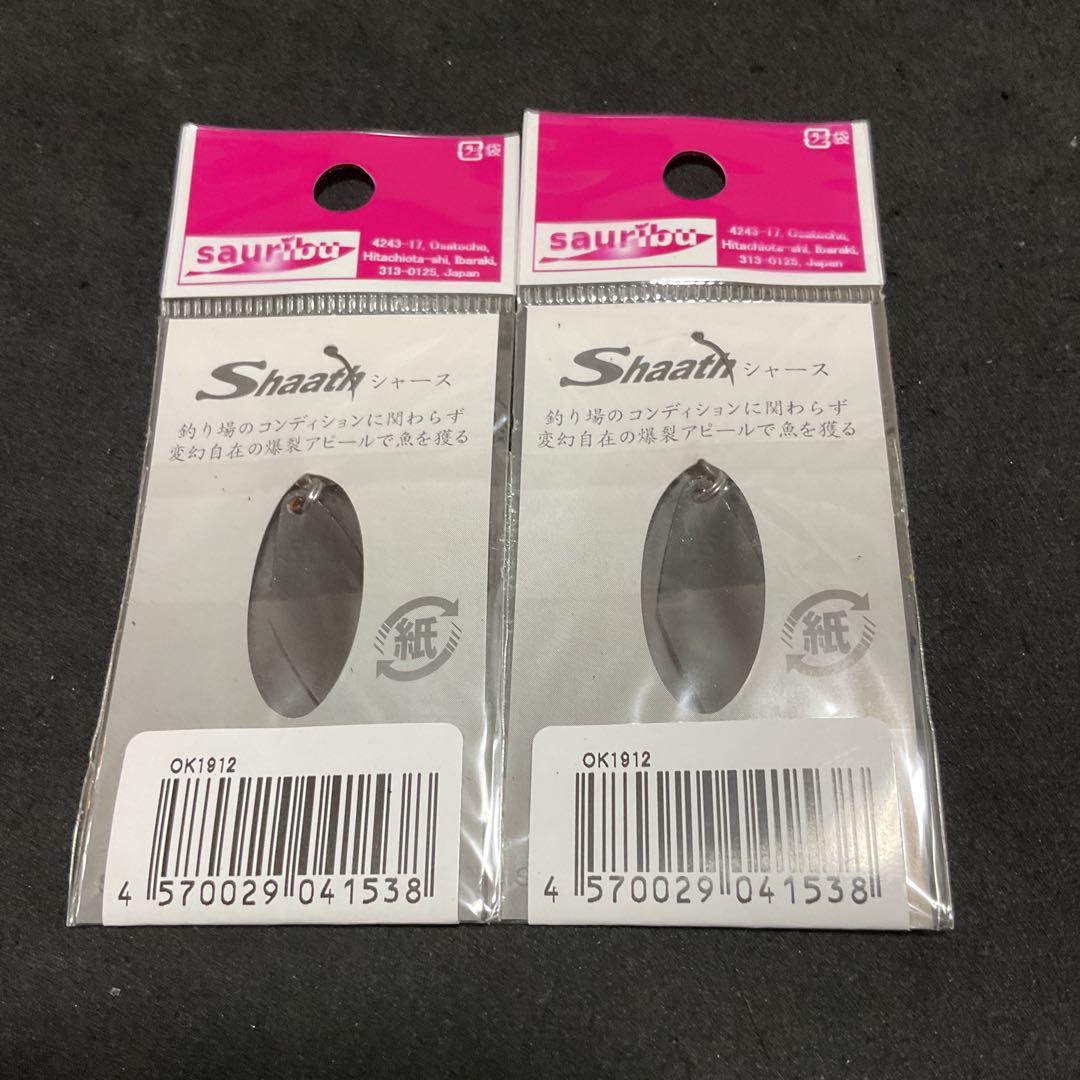 袋
sauribu
4243-17, Osatocho,
Hitachiota-shi, Ibaraki,
313-0125, Japan
Shaath シャース
釣り場のコンディションに関わらず
変幻自在の爆裂アピールで魚を獲る
紙
OK1912
4 570029 041538
袋
sauribu
4243-17, Osatocho,
Hitachiota-shi, Ibaraki,
313-0125, Japan
Shaath シャース
釣り場のコンディションに関わらず
変幻自在の爆裂アピールで魚を獲る
紙
OK1912
4 570029 041538